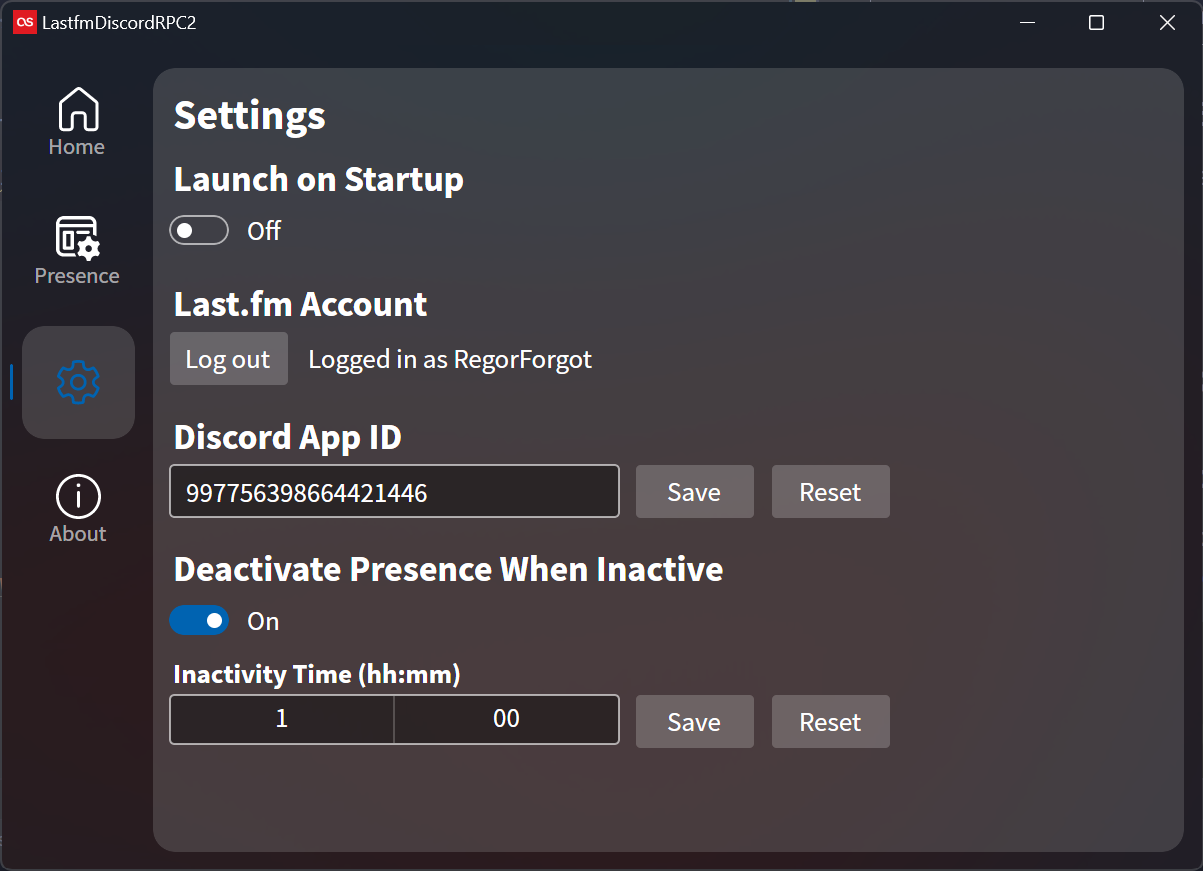 LastfmDiscordRPC2
Home
Presence
About
Settings
Launch on Startup
Off
Last.fm Account
Log out Logged in as RegorForgot
Discord App ID
997756398664421446 Save Reset
Deactivate Presence When Inactive
On
Inactivity Time (hh:mm)
1 00 Save Reset